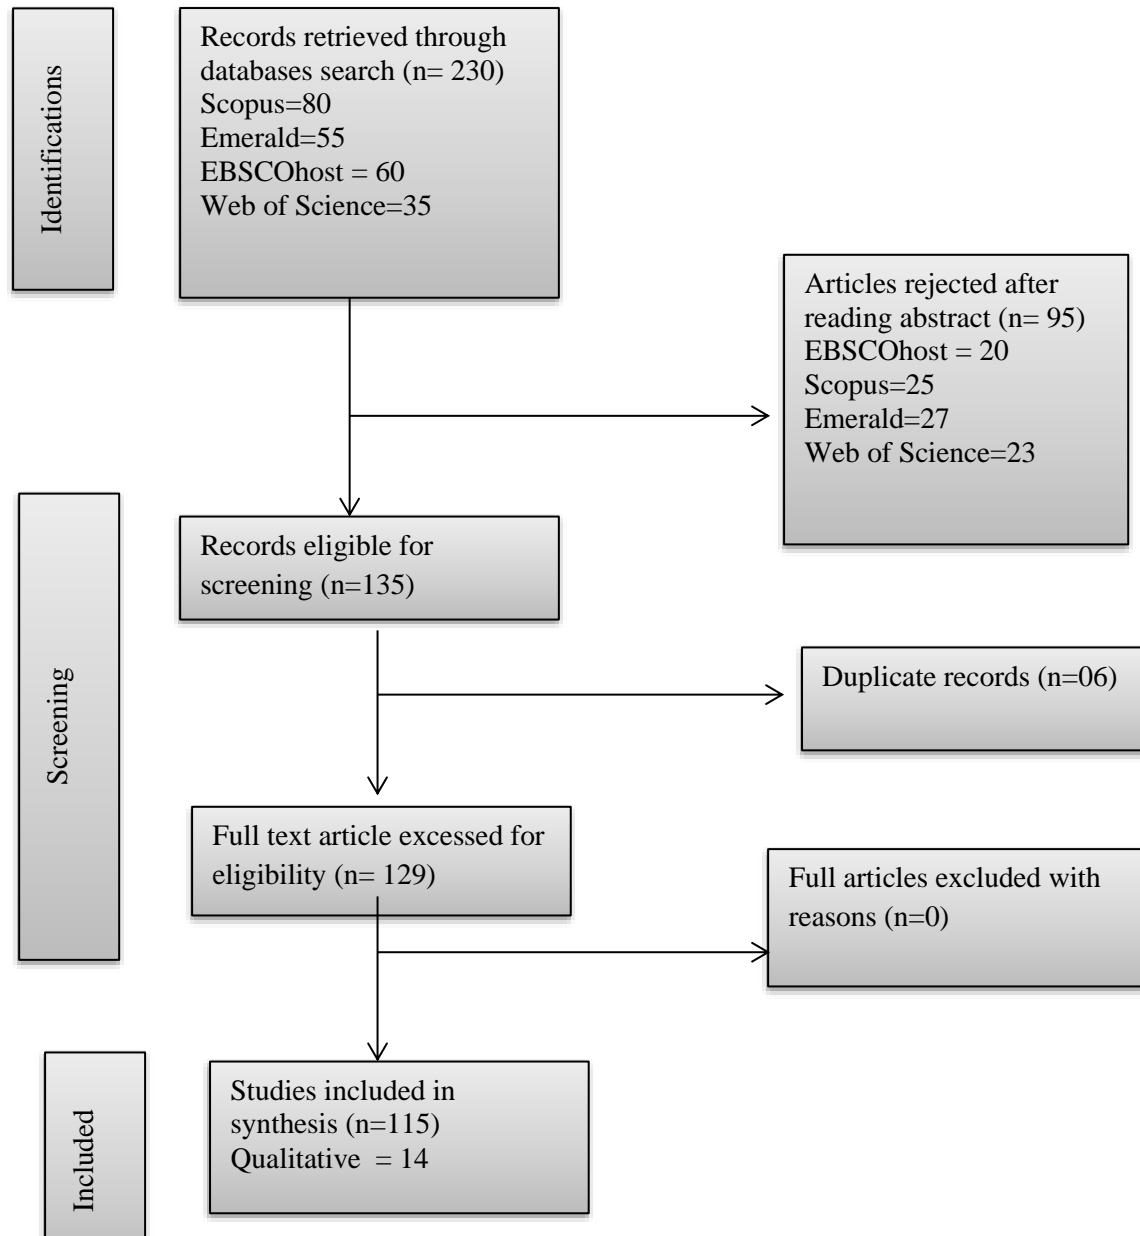 Identifications
Records retrieved through
databases search (n= 230)
Scopus=80
Emerald=55
EBSCOhost = 60
Web of Science=35
Articles rejected after
reading abstract (n= 95)
EBSCOhost = 20
Scopus=25
Emerald=27
Web of Science=23
Screening
Records eligible for
screening (n=135)
Duplicate records (n=06)
Full text article excessed for
eligibility (n= 129)
Full articles excluded with
reasons (n=0)
Included
Studies included in
synthesis (n=115)
Qualitative  = 14